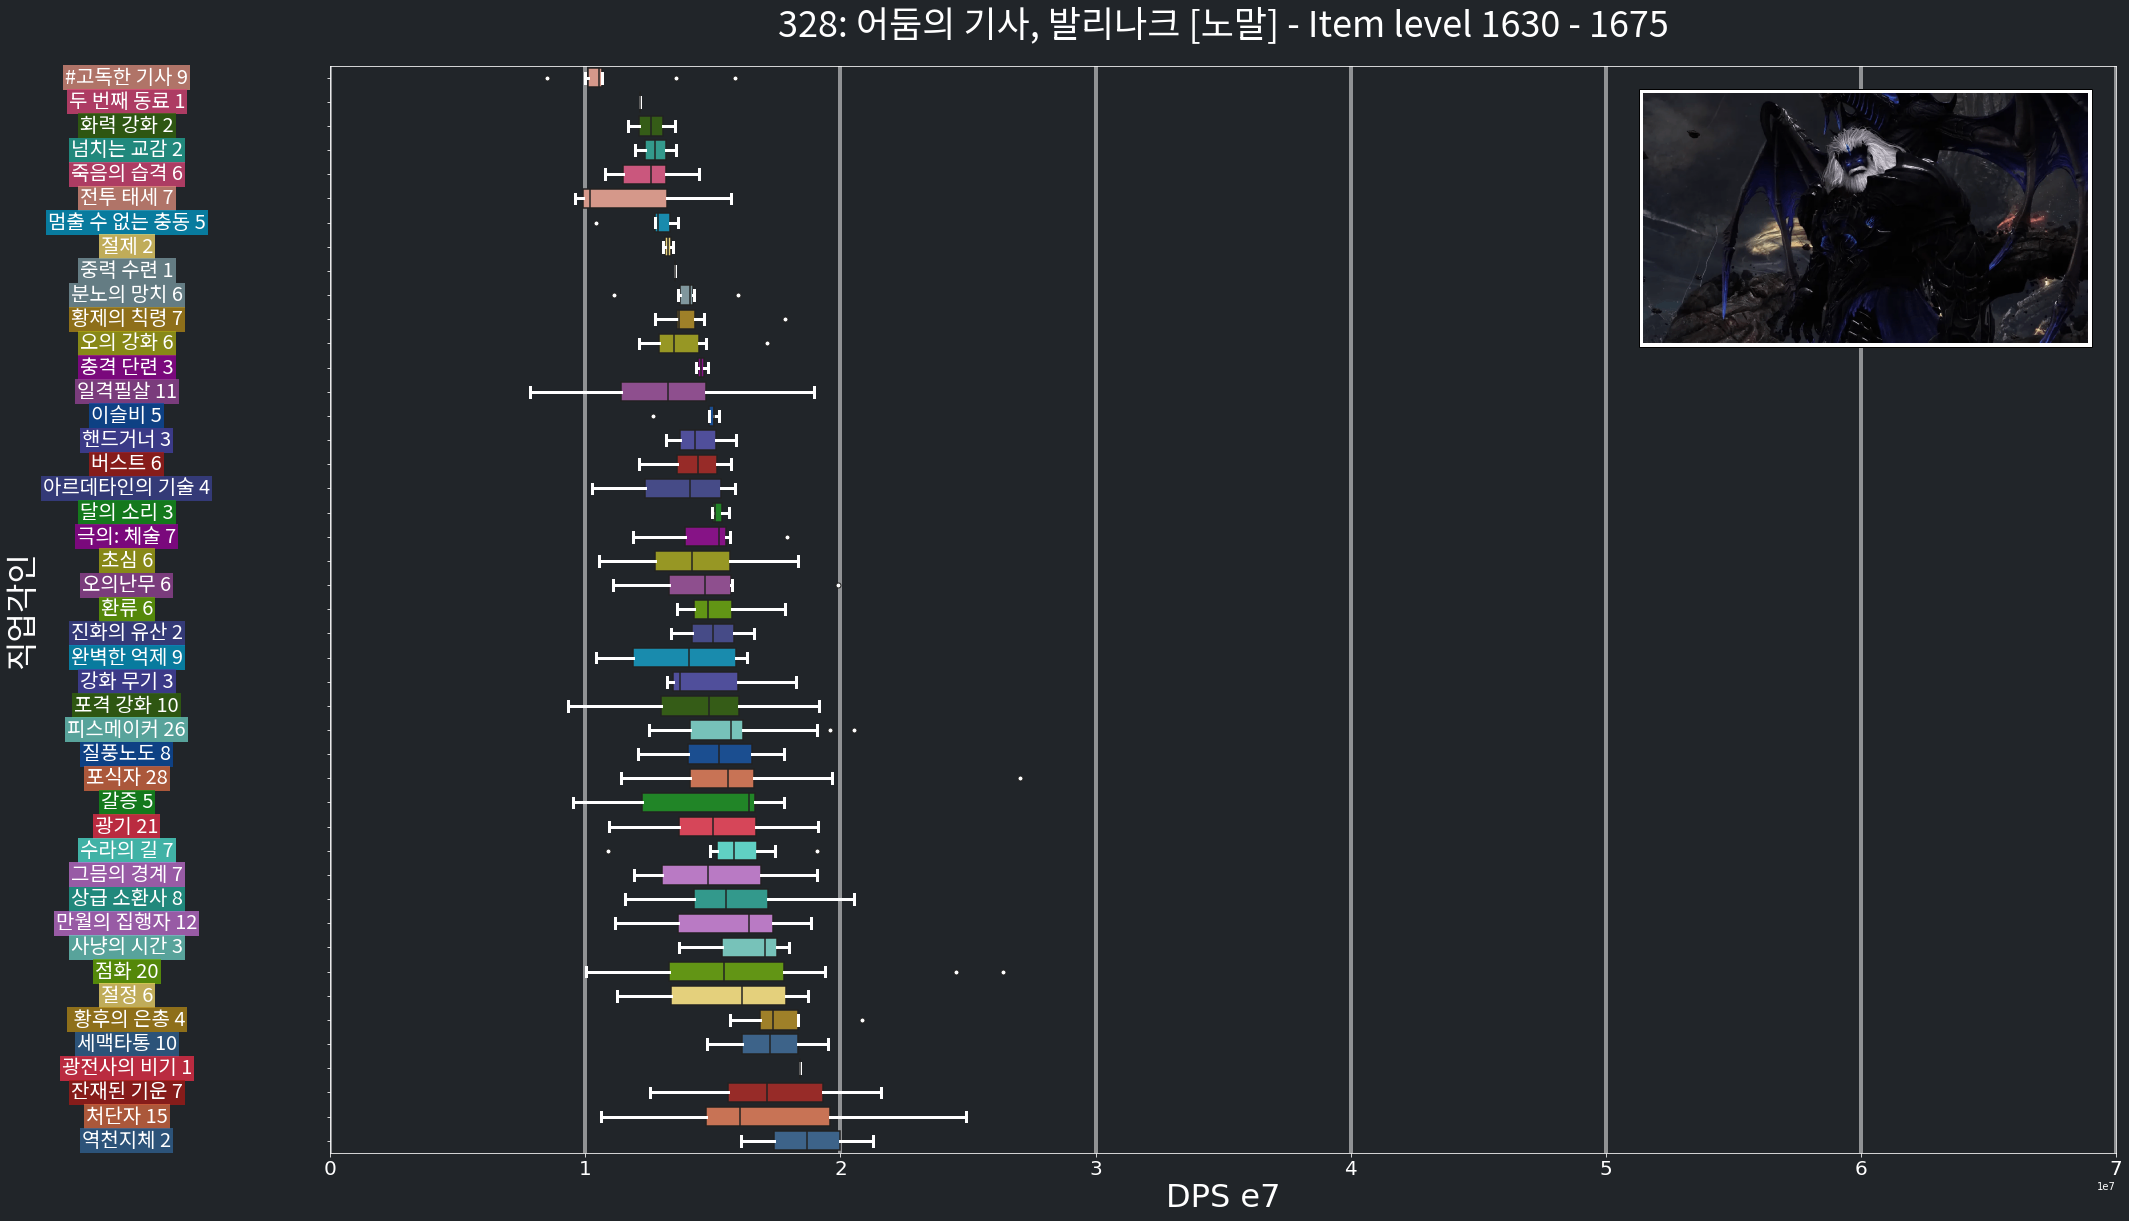 328: 어둠의 기사, 발리나크 [노말] - Item level 1630 - 1675
#고독한 기사 9
두 번째 동료 1
화력 강화 2
넘치는 교감 2
죽음의 습격 6
전투 태세 7
멈출 수 없는 충동 5
절제 2
중력 수련 1
분노의 망치 6
황제의 칙령 7
오의 강화 6
충격 단련 3
일격필살 11
이슬비 5
핸드거너 3
버스트 6
아르데타인의 기술 4
달의 소리 3
극의: 체술 7
초심 6
오의난무 6
환류 6
진화의 유산 2
완벽한 억제 9
강화 무기 3
포격 강화 10
피스메이커 26
질풍노도 8
포식자 28
갈증 5
광기 21
수라의 길 7
그믐의 경계 7
상급 소환사 8
만월의 집행자 12
사냥의 시간 3
점화 20
절정 6
황후의 은총 4
세맥타통 10
광전사의 비기 1
잔재된 기운 7
처단자 15
역천지체 2
직업각인
0 1 2 3 4 5 6 7
1e7
DPS e7